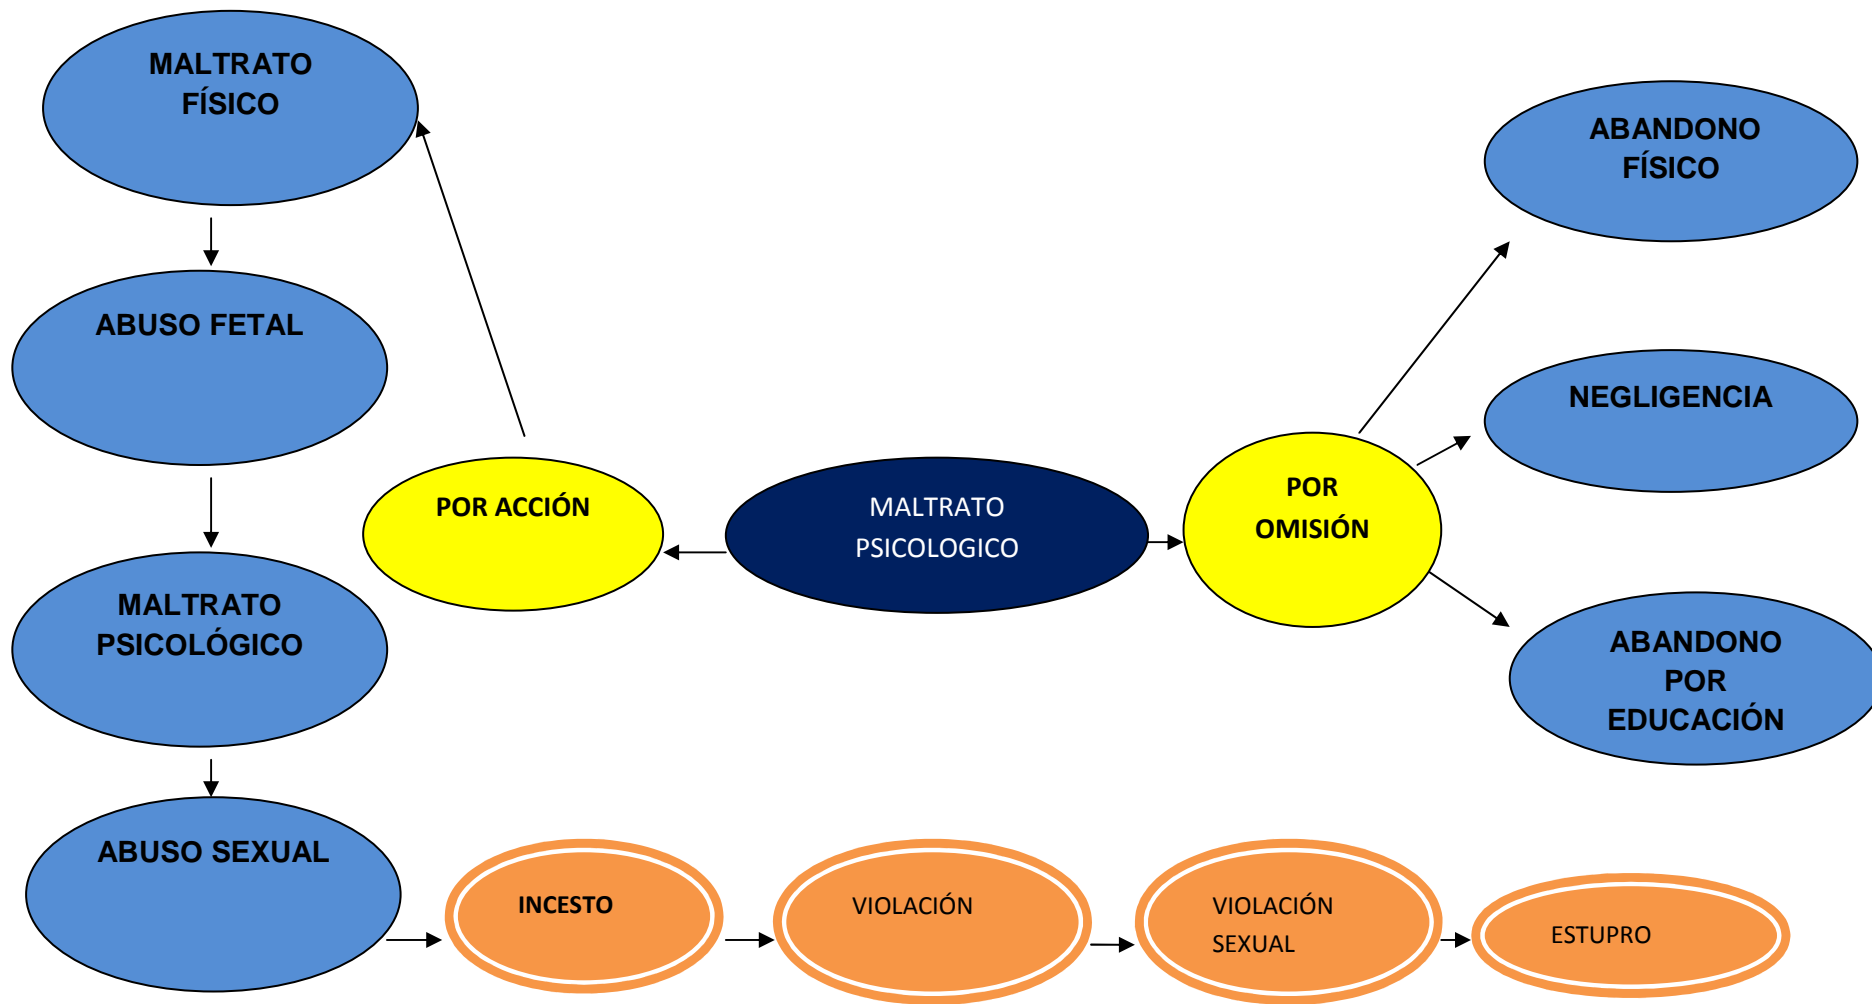 MALTRATO
FÍSICO
ABUSO FETAL
MALTRATO
PSICOLÓGICO
ABUSO SEXUAL
POR ACCIÓN
MALTRATO
PSICOLOGICO
POR
OMISIÓN
ABANDONO
FÍSICO
NEGLIGENCIA
ABANDONO
POR
EDUCACIÓN
INCESTO
VIOLACIÓN
VIOLACIÓN
SEXUAL
ESTUPRO